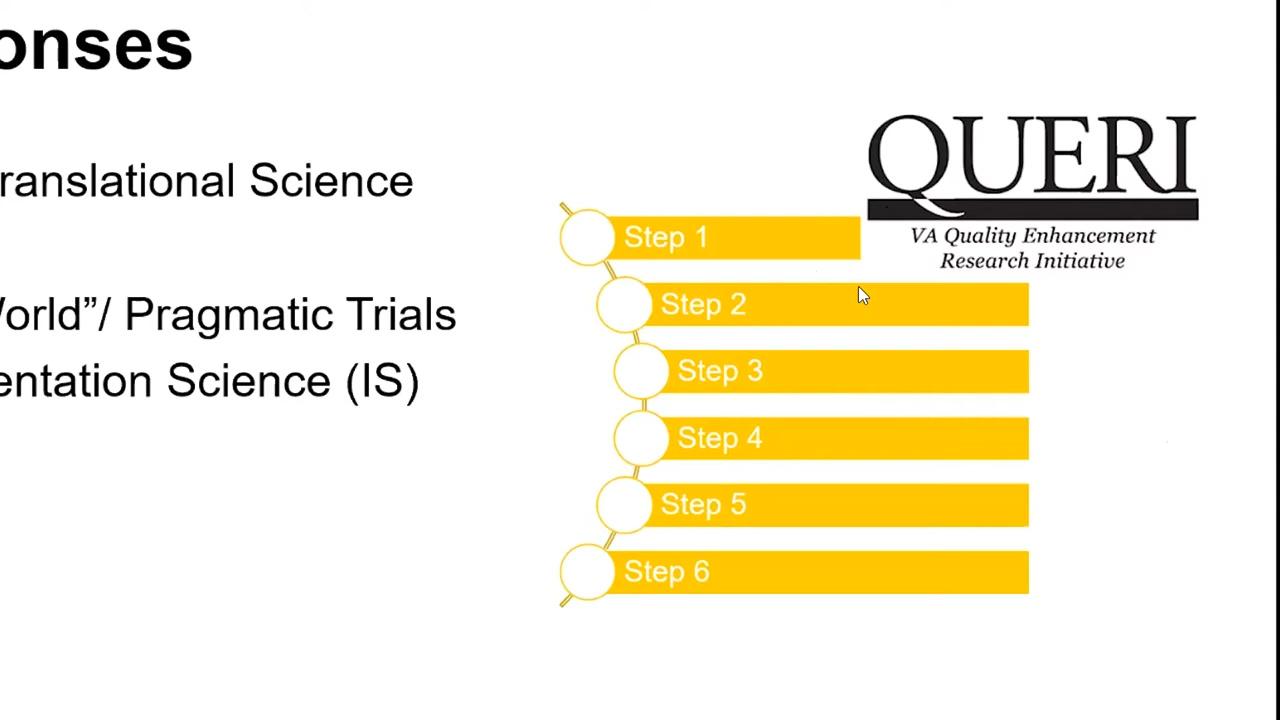 onses
ranslational Science
orld”/ Pragmatic Trials
entation Science (IS)
QUERI
VA Quality Enhancement
Research Initiative
Step 1
Step 2
Step 3
Step 4
Step 5
Step 6